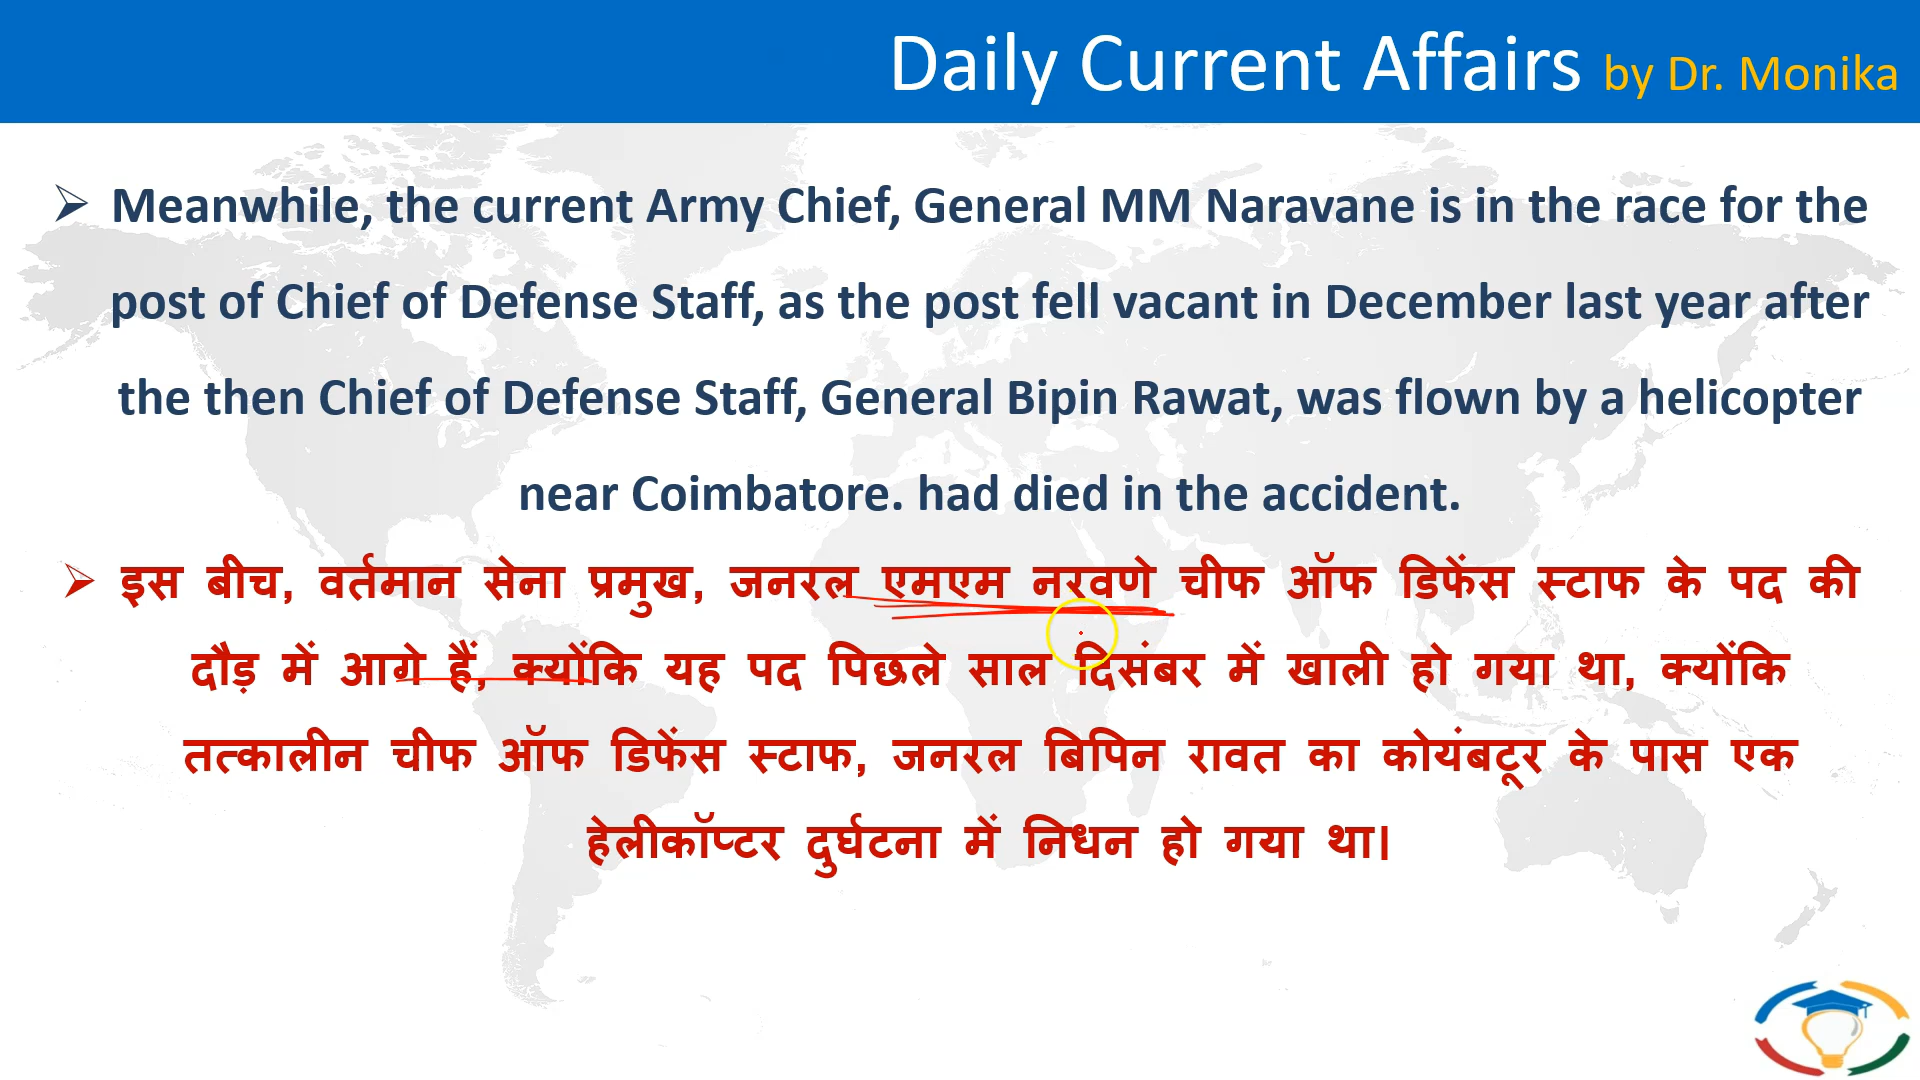 Daily Current Affairs by Dr. Monika
Meanwhile, the current Army Chief, General MM Naravane is in the race for the
post of Chief of Defense Staff, as the post fell vacant in December last year after
the then Chief of Defense Staff, General Bipin Rawat, was flown by a helicopter
near Coimbatore. had died in the accident.
इस बीच, वर्तमान सेना प्रमुख, जनरल एमएम नरवणे चीफ ऑफ डिफेंस स्टाफ के पद की
दौड़ में आगे हैं, क्योंकि यह पद पिछले साल दिसंबर में खाली हो गया था, क्योंकि
तत्कालीन चीफ ऑफ डिफेंस स्टाफ, जनरल बिपिन रावत का कोयंबटूर के पास एक
हेलीकॉप्टर दुर्घटना में निधन हो गया था।